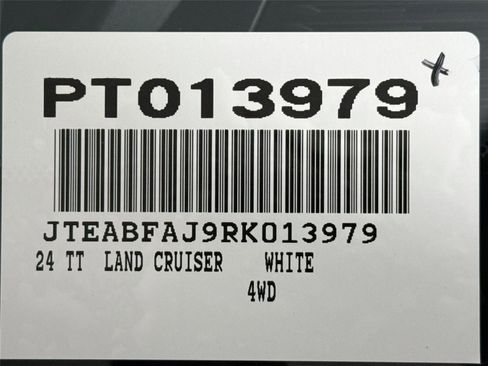 PT013979
JTEABFAJ9RK013979
24 TT LAND CRUISER WHITE
4WD